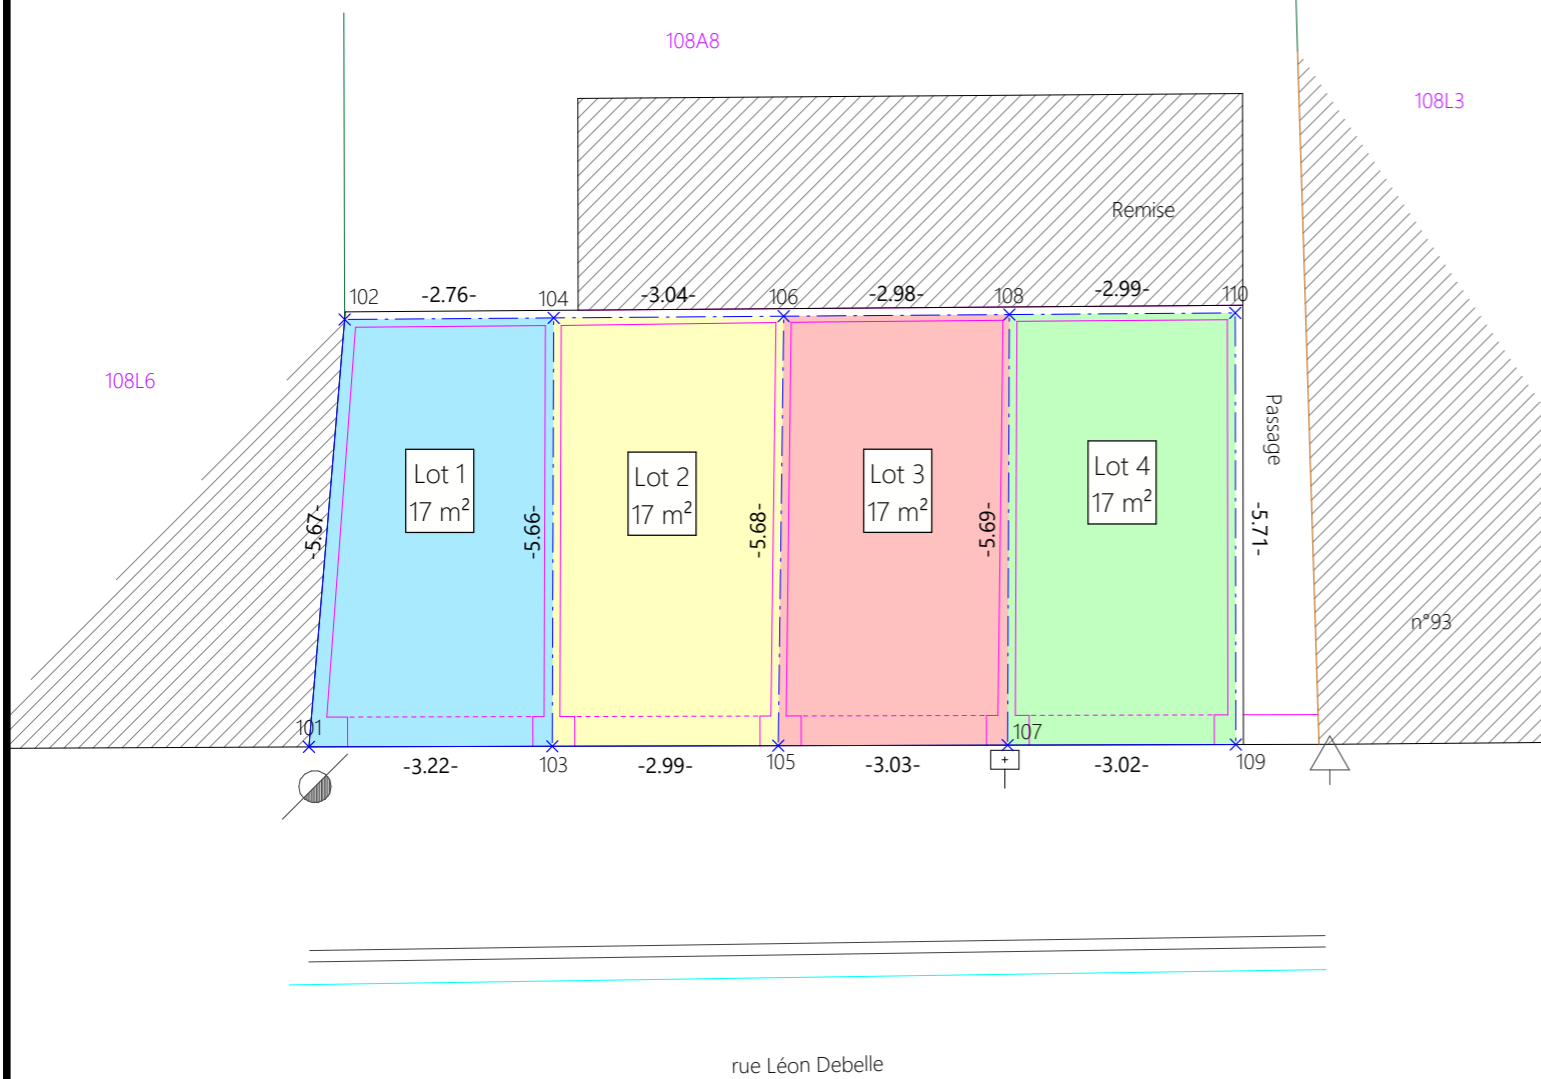 108A8
108L3
Remise
102
-2.76-
104
-3.04-
106
-2.98-
108
-2.99-
110
108L6
Passage
Lot 1
17 m²
Lot 2
17 m²
Lot 3
17 m²
Lot 4
17 m²
-5.67-
-5.66-
-5.68-
-5.69-
-5.71-
n°93
101
107
-3.22-
103
-2.99-
105
-3.03-
+
-3.02-
109
rue Léon Debelle